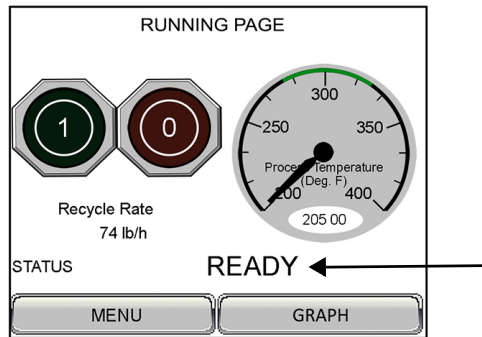 RUNNING PAGE
1
0
300
250
350
Process Temperature
(Deg. F)
200
400
205 00
Recycle Rate
74 lb/h
STATUS
READY
MENU
GRAPH